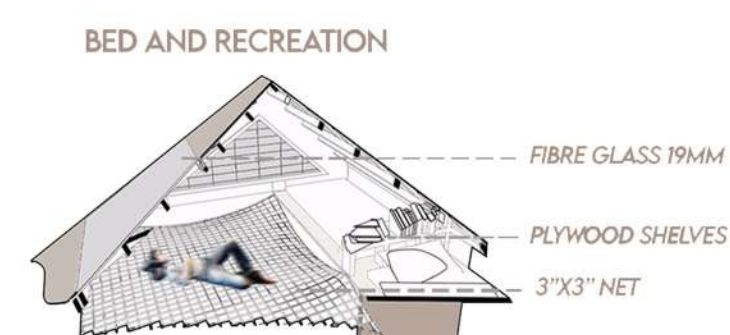 BED AND RECREATION
FIBRE GLASS 19MM
PLYWOOD SHELVES
3"X3" NET